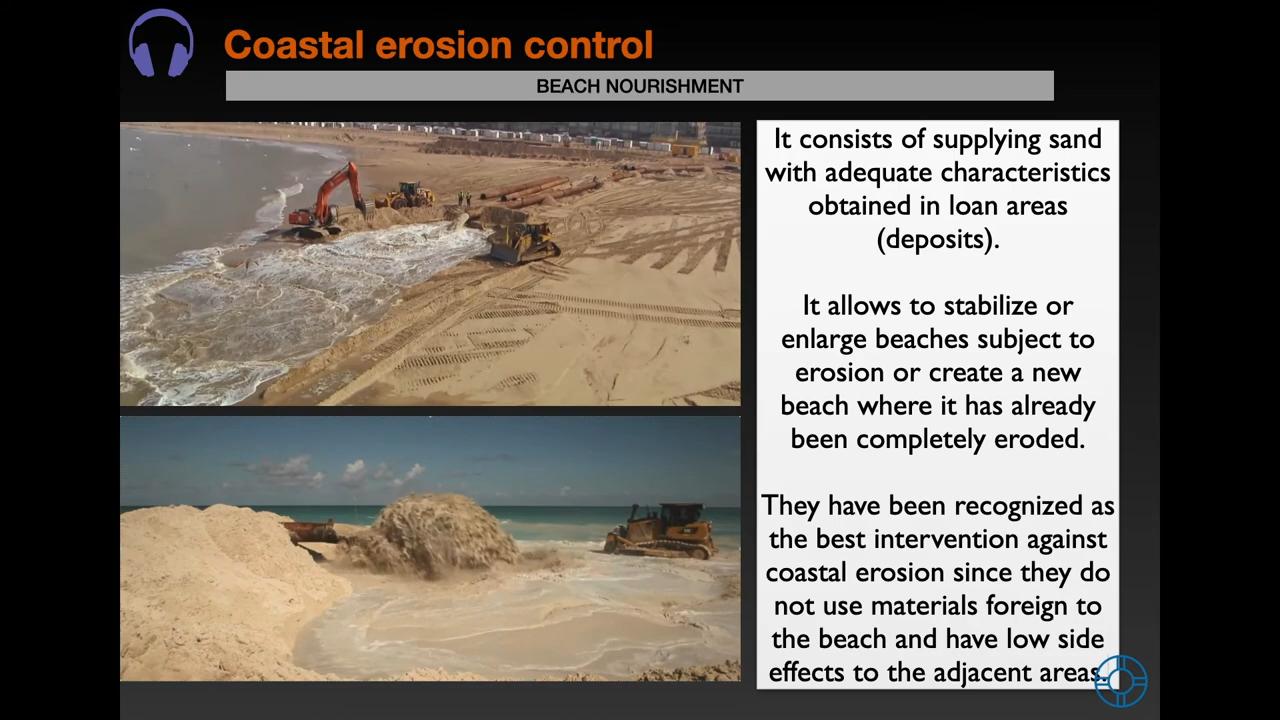 Coastal erosion control
BEACH NOURISHMENT
It consists of supplying sand
with adequate characteristics
obtained in loan areas
(deposits).
It allows to stabilize or
enlarge beaches subject to
erosion or create a new
beach where it has already
been completely eroded.
They have been recognized as
the best intervention against
coastal erosion since they do
not use materials foreign to
the beach and have low side
effects to the adjacent areas.